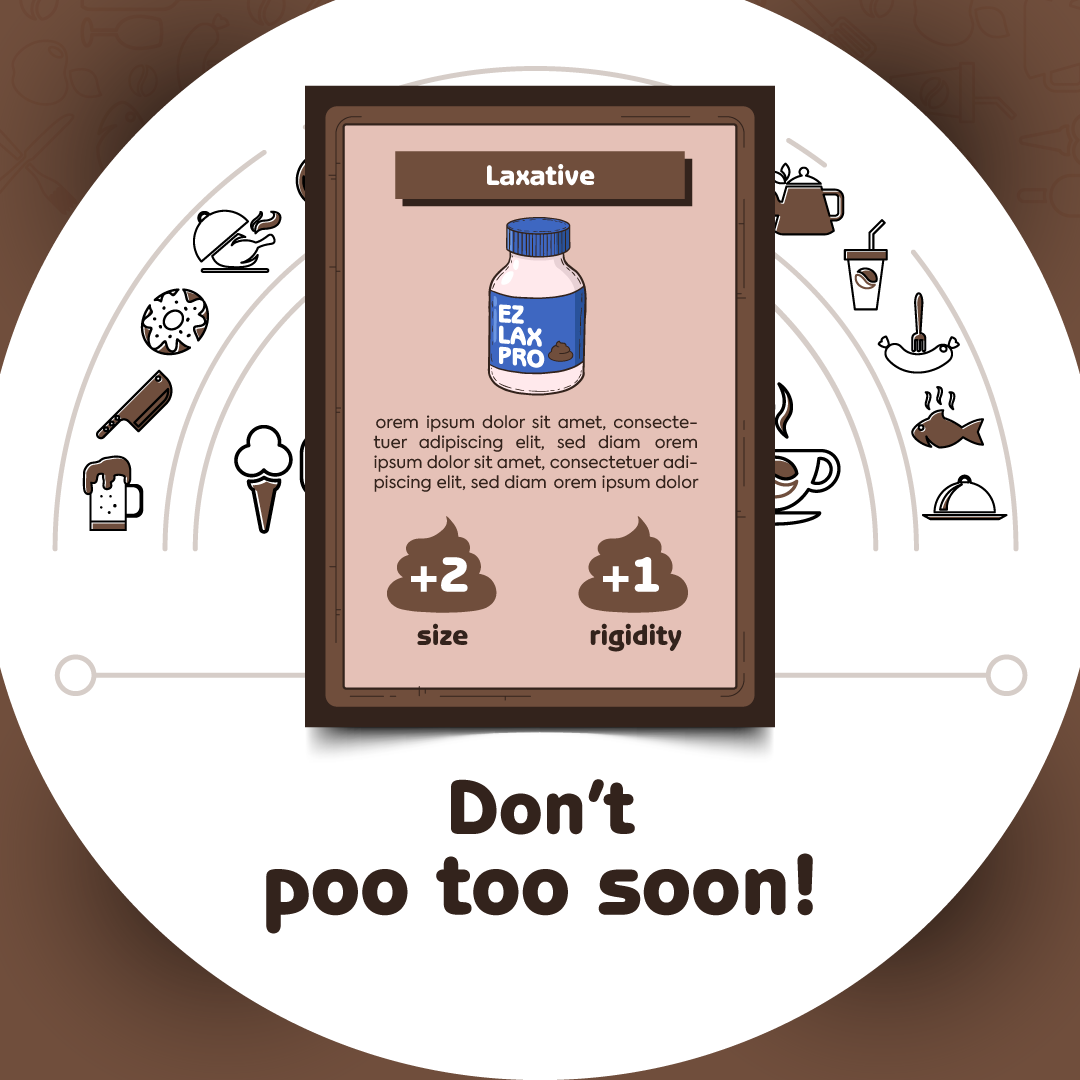 Laxative
EZ
LAX
PRO
orem ipsum dolor sit amet, consecte-
tuer adipiscing elit, sed diam orem
ipsum dolor sit amet, consectetuer adi-
piscing elit, sed diam orem ipsum dolor
+2 +1
size rigidity
Don't
poo too soon!